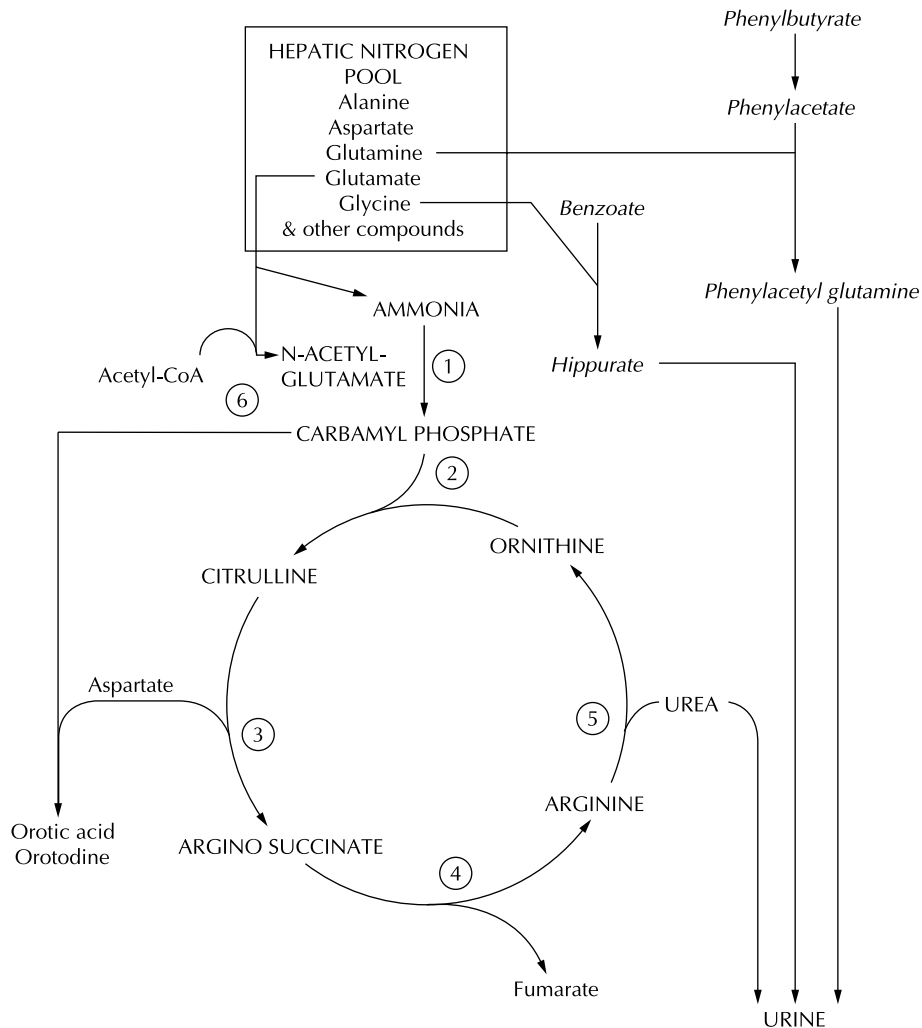 Phenylbutyrate
HEPATIC NITROGEN
POOL
Alanine
Aspartate
Glutamine
Glutamate
Glycine
& other compounds
Phenylacetate
Benzoate
Phenylacetyl glutamine
AMMONIA
Acetyl-CoA
N-ACETYL-
GLUTAMATE
1
Hippurate
6
CARBAMYL PHOSPHATE
2
ORNITHINE
CITRULLINE
Aspartate
3
5
UREA
ARGININE
Orotic acid
Orotodine
ARGINO SUCCINATE
4
Fumarate
URINE